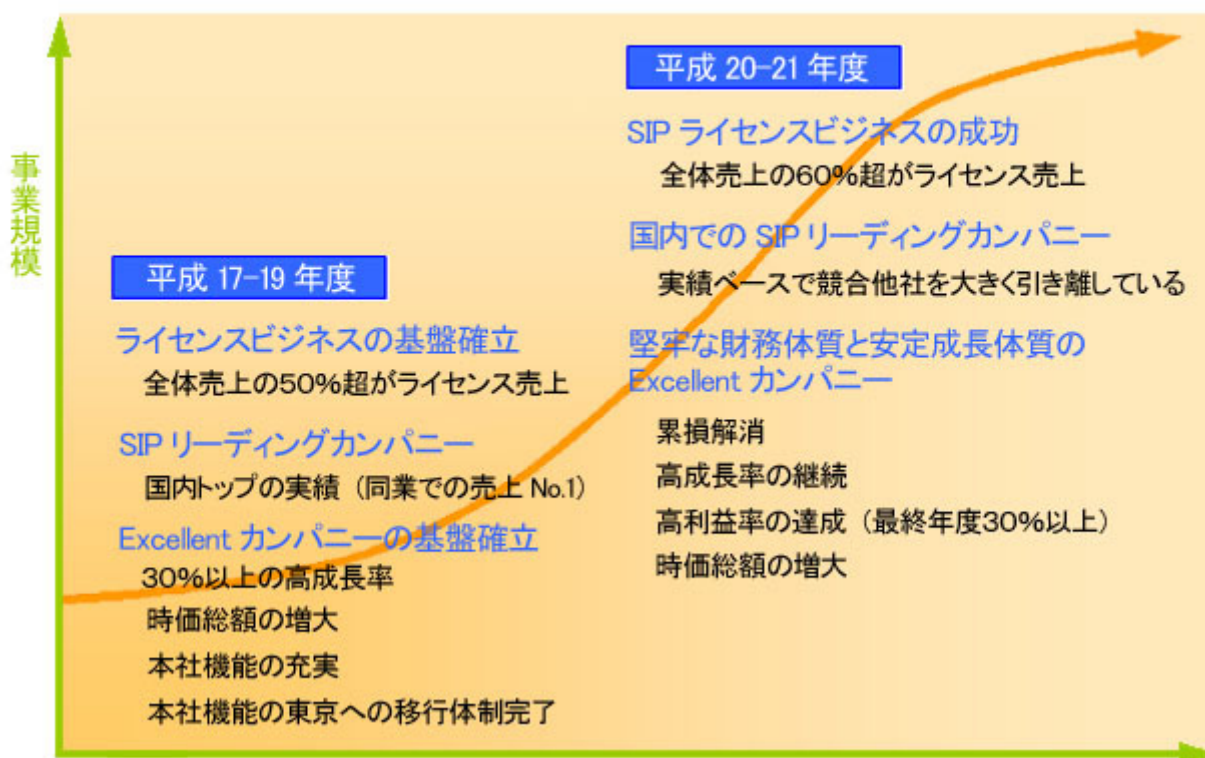 事業規模
平成 17-19 年度
ライセンスビジネスの基盤確立
全体売上の50%超がライセンス売上
SIP リーディングカンパニー
国内トップの実績（同業での売上 No.1）
Excellent カンパニーの基盤確立
30%以上の高成長率
時価総額の増大
本社機能の充実
本社機能の東京への移行体制完了
平成 20-21 年度
SIP ライセンスビジネスの成功
全体売上の60%超がライセンス売上
国内での SIP リーディングカンパニー
実績ベースで競合他社を大きく引き離している
堅牢な財務体質と安定成長体質の
Excellent カンパニー
累損解消
高成長率の継続
高利益率の達成（最終年度30%以上）
時価総額の増大